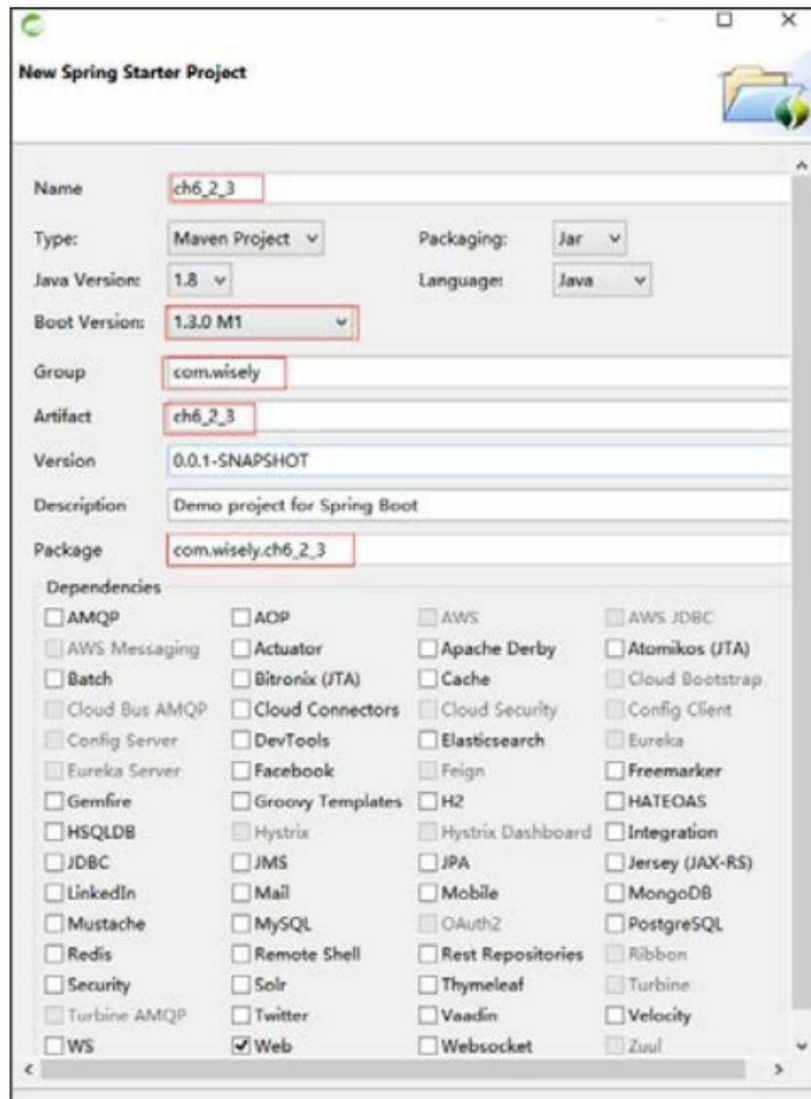 New Spring Starter Project
Name ch6_2_3
Type: Maven Project Packaging: Jar
Java Version: 1.8 Language: Java
Boot Version: 1.3.0 M1
Group com.wisely
Artifact ch6_2_3
Version 0.0.1-SNAPSHOT
Description Demo project for Spring Boot
Package com.wisely.ch6_2_3
Dependencies
AMQP AOP AWS AWS JDBC
AWS Messaging Actuator Apache Derby Atomikos (JTA)
Batch Bitronix (JTA) Cache Cloud Bootstrap
Cloud Bus AMQP Cloud Connectors Cloud Security Config Client
Config Server DevTools Elasticsearch Eureka
Eureka Server Facebook Feign Freemarker
Gemfire Groovy Templates H2 HATEOAS
HSQLDB Hystrix Hystrix Dashboard Integration
JDBC JMS JPA Jersey (JAX-RS)
LinkedIn Mail Mobile MongoDB
Mustache MySQL OAuth2 PostgreSQL
Redis Remote Shell Rest Repositories Ribbon
Security Solr Thymeleaf Turbine
Turbine AMQP Twitter Vaadin Velocity
WS Web Websocket Zuul